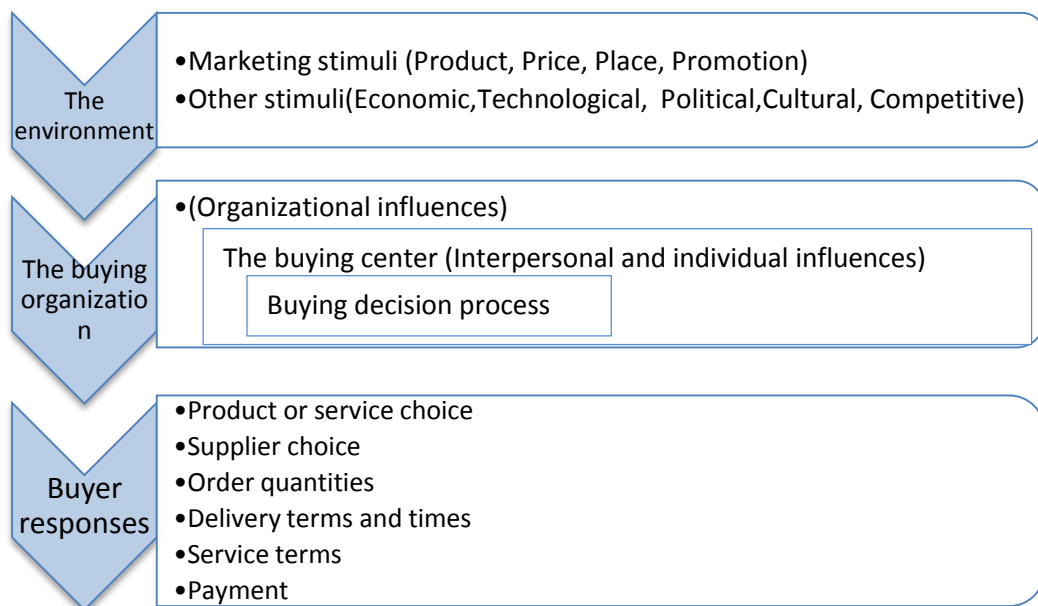 The
environment
•Marketing stimuli (Product, Price, Place, Promotion)
•Other stimuli(Economic,Technological, Political,Cultural, Competitive)
The buying
organizatio
n
•(Organizational influences)
The buying center (Interpersonal and individual influences)
Buying decision process
Buyer
responses
•Product or service choice
•Supplier choice
•Order quantities
•Delivery terms and times
•Service terms
•Payment